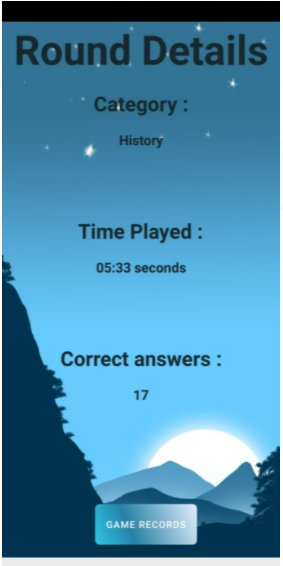 Round Details
Category :
History
Time Played :
05:33 seconds
Correct answers :
17
GAME RECORDS